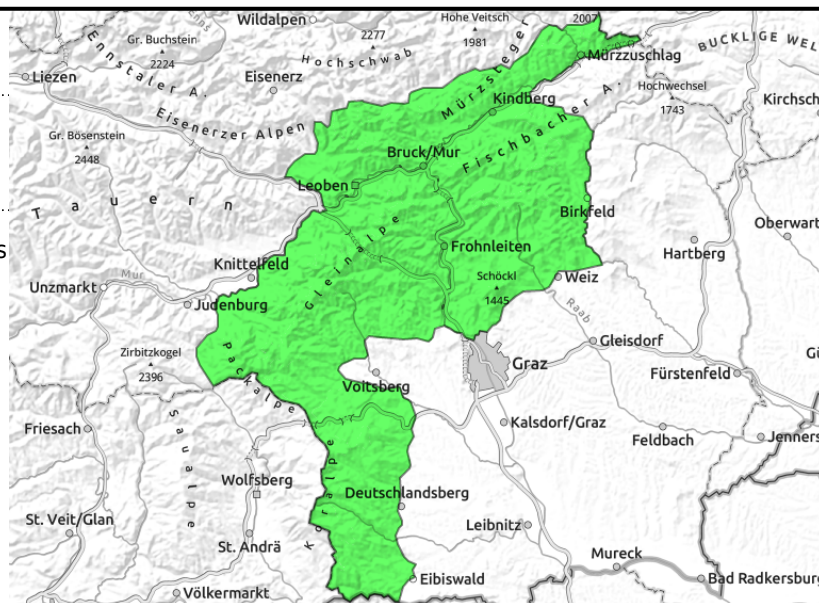 Wildalpen
Hohe Veitsch
1981
2007
Gr. Buchstein
2224
2277
Hochschwab
Ennstaler A.
Liezen
Eisenerz
Mürzsteger
Mürzzuschlag
BUCKLIGE WEL
Hochwechsel
1743
Kirchsch
Kindberg
Eisenerzer Alpen
Fischbacher A.
Gr. Bösenstein
2448
Bruck/Mur
Leoben
Tauern
Birkfeld
Oberwart
s
Gleinalpe
Frohnleiten
Hartberg
Knittelfeld
Schöckl
1445
Weiz
Unzmarkt
Mur
Judenburg
Raab
Zirbitzkogel
2396
Packalpe
Graz
Gleisdorf
Gü
Voitsberg
Fürstenfeld
Friesach
Saualpe
Kalsdorf/Graz
Feldbach
Jenners
Wolfsberg
Koralpe
Deutschlandsberg
St. Veit/Glan
St. Andrä
Leibnitz
Mureck
Eibiswald
Bad Radkersburg
Völkermarkt